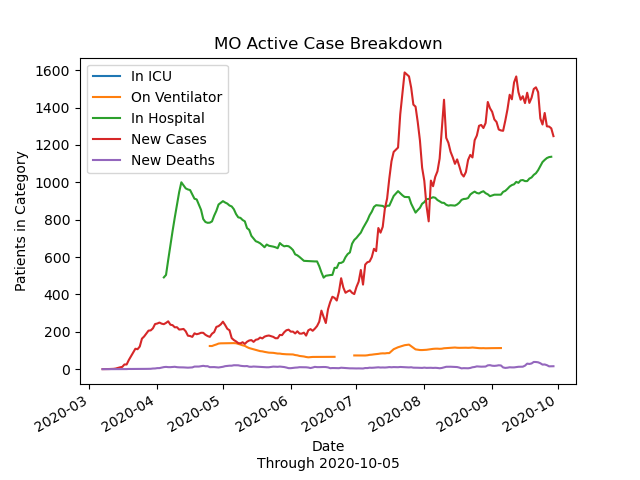 MO Active Case Breakdown
In ICU
On Ventilator
In Hospital
New Cases
New Deaths
Patients in Category
1600
1400
1200
1000
800
600
400
200
0
2020-03
2020-04
2020-05
2020-06
2020-07
2020-08
2020-09
2020-10
Date
Through 2020-10-05